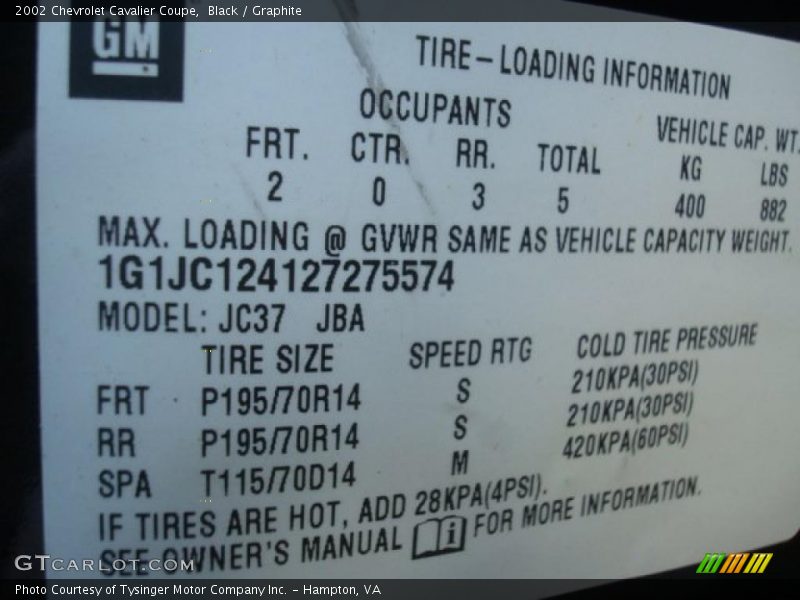 2002 Chevrolet Cavalier Coupe, Black / Graphite
GM
TIRE-LOADING INFORMATION
OCCUPANTS VEHICLE CAP. WT.
FRT. CTR. RR. TOTAL KG LBS
2 0 3 5 400 882
MAX. LOADING @ GVWR SAME AS VEHICLE CAPACITY WEIGHT.
1G1JC124127275574
MODEL: JC37 JBA
TIRE SIZE SPEED RTG COLD TIRE PRESSURE
FRT P195/70R14 S 210KPA(30PSI)
RR P195/70R14 S 210KPA(30PSI)
SPA T115/70D14 M 420KPA(60PSI)
IF TIRES ARE HOT, ADD 28KPA(4PSI).
SEE OWNER'S MANUAL i FOR MORE INFORMATION.
GTcarlot.com
Photo Courtesy of Tysinger Motor Company Inc. - Hampton, VA